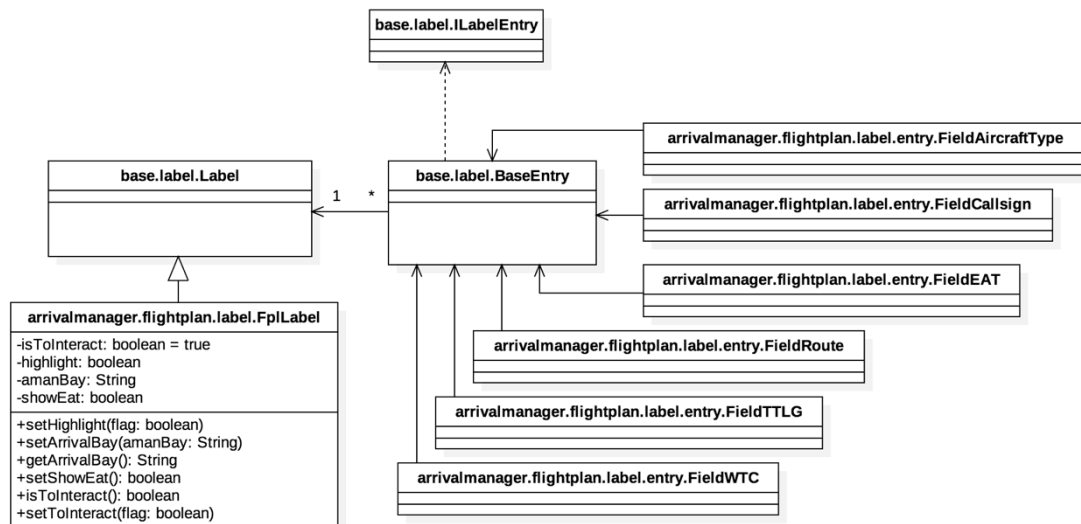 base.label.ILabelEntry
arrivalmanager.flightplan.label.entry.FieldAircraftType
base.label.Label
base.label.BaseEntry
1 *
arrivalmanager.flightplan.label.entry.FieldCallsign
arrivalmanager.flightplan.label.entry.FieldEAT
arrivalmanager.flightplan.label.FplLabel
-isToInteract: boolean = true
-highlight: boolean
-amanBay: String
-showEat: boolean
+setHighlight(flag: boolean)
+setArrivalBay(amanBay: String)
+getArrivalBay(): String
+setShowEat(): boolean
+isToInteract(): boolean
+setToInteract(flag: boolean)
arrivalmanager.flightplan.label.entry.FieldRoute
arrivalmanager.flightplan.label.entry.FieldTTLG
arrivalmanager.flightplan.label.entry.FieldWTC